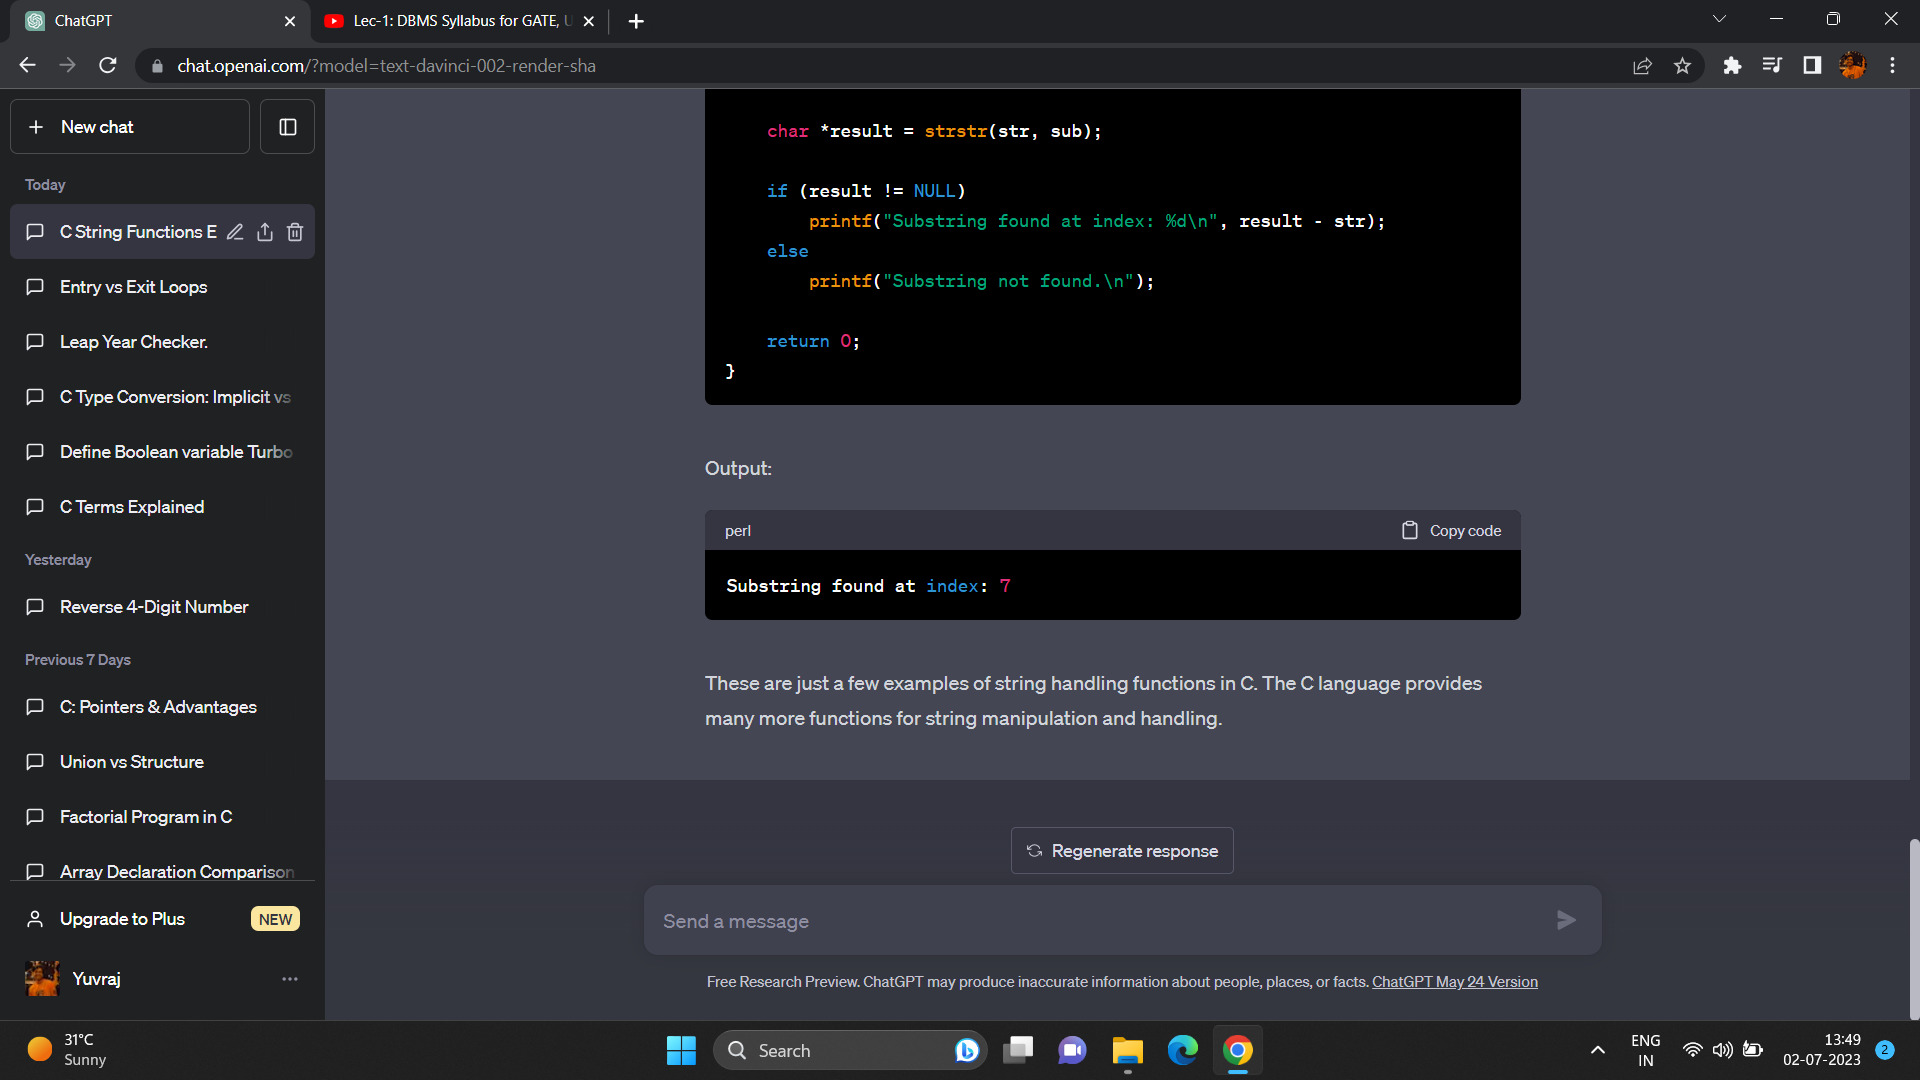 ChatGPT
Lec-1: DBMS Syllabus for GATE, U
chat.openai.com/?model=text-davinci-002-render-sha
New chat
Today
C String Functions E
Entry vs Exit Loops
Leap Year Checker.
C Type Conversion: Implicit vs
Define Boolean variable Turbo
C Terms Explained
Yesterday
Reverse 4-Digit Number
Previous 7 Days
C: Pointers & Advantages
Union vs Structure
Factorial Program in C
Array Declaration Comparison
Upgrade to Plus NEW
Yuvraj
char *result = strstr(str, sub);
if (result != NULL)
printf("Substring found at index: %d\n", result - str);
else
printf("Substring not found.\n");
return 0;
}
Output:
perl Copy code
Substring found at index: 7
These are just a few examples of string handling functions in C. The C language provides
many more functions for string manipulation and handling.
Regenerate response
Send a message
Free Research Preview. ChatGPT may produce inaccurate information about people, places, or facts. ChatGPT May 24 Version
31°C
Sunny
Search
ENG
IN
13:49
02-07-2023
2